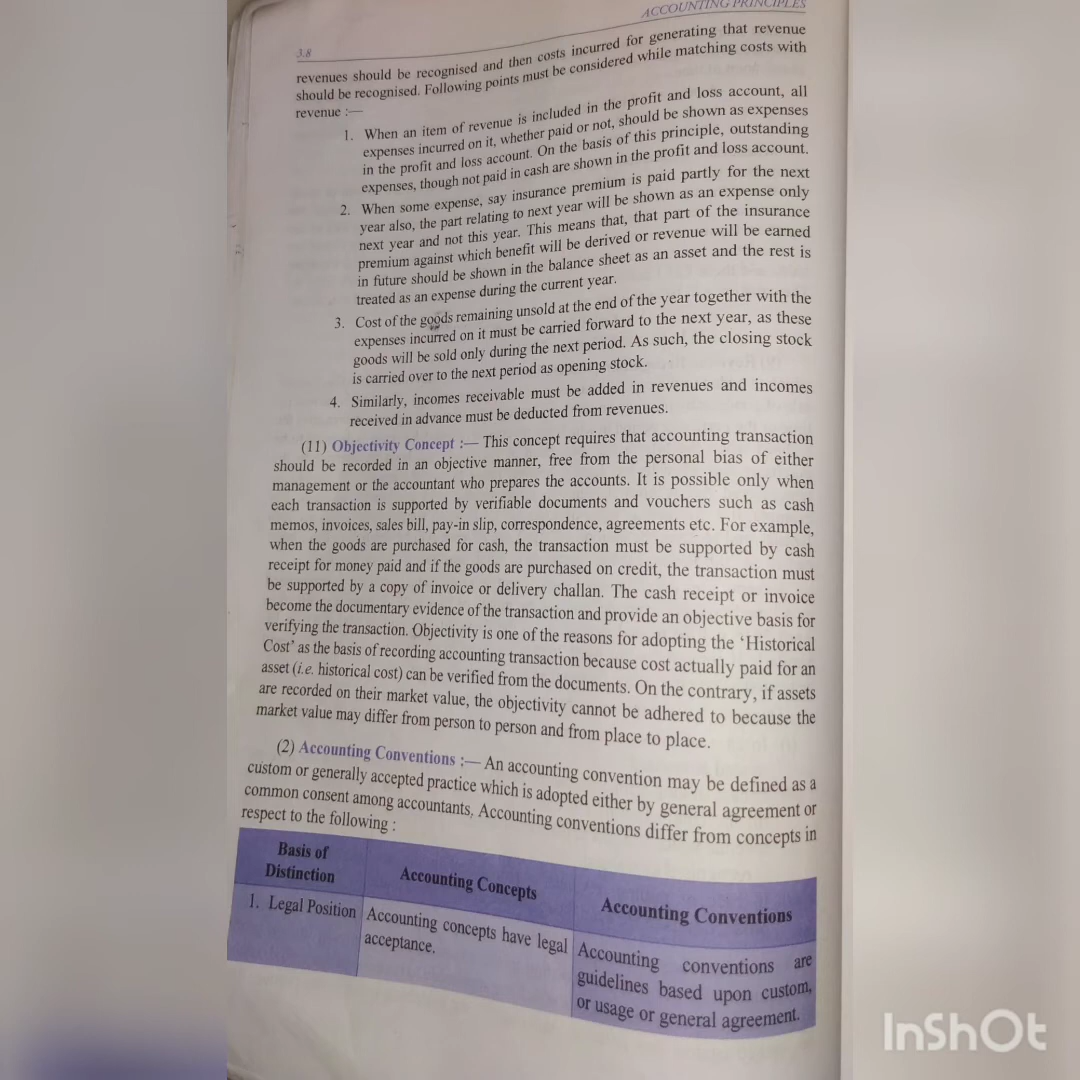 3.8
ACCOUNTING PRINCIPLES
revenues should be recognised and then costs incurred for generating that revenue
should be recognised. Following points must be considered while matching costs with
revenue :—
1. When an item of revenue is included in the profit and loss account, all
expenses incurred on it, whether paid or not, should be shown as expenses
in the profit and loss account. On the basis of this principle, outstanding
expenses, though not paid in cash are shown in the profit and loss account.
2. When some expense, say insurance premium is paid partly for the next
year also, the part relating to next year will be shown as an expense only
next year and not this year. This means that, that part of the insurance
premium against which benefit will be derived or revenue will be earned
in future should be shown in the balance sheet as an asset and the rest is
treated as an expense during the current year.
3. Cost of the goods remaining unsold at the end of the year together with the
expenses incurred on it must be carried forward to the next year, as these
goods will be sold only during the next period. As such, the closing stock
is carried over to the next period as opening stock.
4. Similarly, incomes receivable must be added in revenues and incomes
received in advance must be deducted from revenues.
(11) Objectivity Concept :— This concept requires that accounting transaction
should be recorded in an objective manner, free from the personal bias of either
management or the accountant who prepares the accounts. It is possible only when
each transaction is supported by verifiable documents and vouchers such as cash
memos, invoices, sales bill, pay-in slip, correspondence, agreements etc. For example,
when the goods are purchased for cash, the transaction must be supported by cash
receipt for money paid and if the goods are purchased on credit, the transaction must
be supported by a copy of invoice or delivery challan. The cash receipt or invoice
become the documentary evidence of the transaction and provide an objective basis for
verifying the transaction. Objectivity is one of the reasons for adopting the ‘Historical
Cost’ as the basis of recording accounting transaction because cost actually paid for an
asset (i.e. historical cost) can be verified from the documents. On the contrary, if assets
are recorded on their market value, the objectivity cannot be adhered to because the
market value may differ from person to person and from place to place.
(2) Accounting Conventions :— An accounting convention may be defined as a
custom or generally accepted practice which is adopted either by general agreement or
common consent among accountants. Accounting conventions differ from concepts in
respect to the following :
Basis of
Distinction
Accounting Concepts
Accounting Conventions
1. Legal Position
Accounting concepts have legal
acceptance.
Accounting conventions are
guidelines based upon custom,
or usage or general agreement.
InShOt